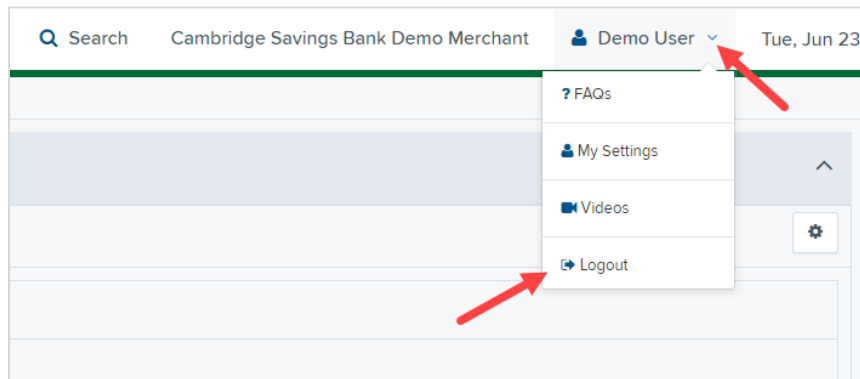 Search Cambridge Savings Bank Demo Merchant Demo User Tue, Jun 23
? FAQs
My Settings
Videos
Logout